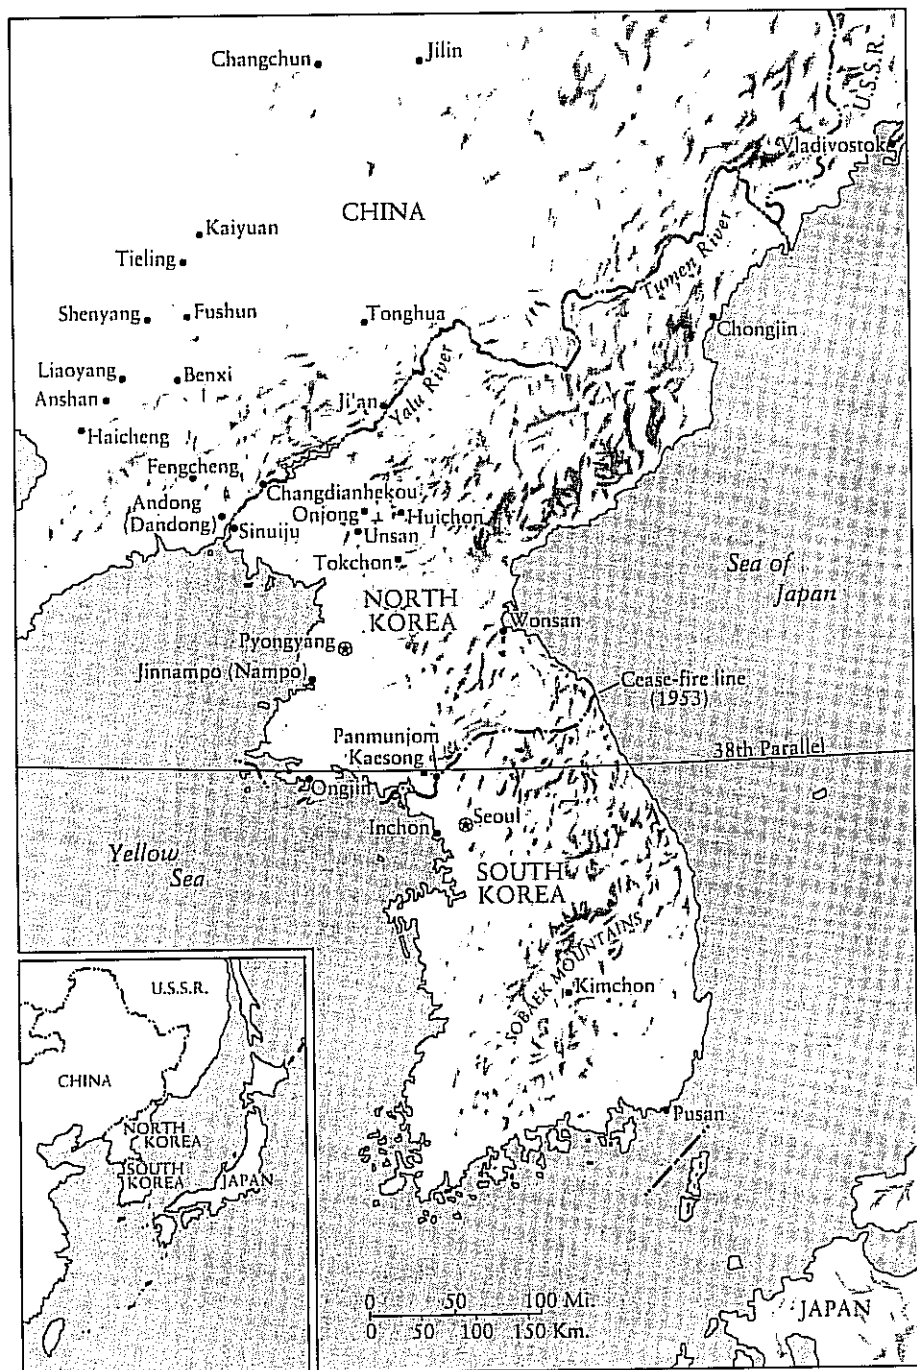 Changchun
Jilin
U.S.S.R.
Vladivostok
CHINA
Kaiyuan
Tieling
Tumen River
Shenyang
Fushun
Tonghua
Chongjin
Liaoyang
Benxi
Yalu River
Anshan
Ji'an
Haicheng
Fengcheng
Changdianhekou
Andong
(Dandong)
Onjong
Huichon
Sinuiju
Unsan
Tokchon
Sea of
Japan
NORTH
KOREA
Wonsan
Pyongyang
Jinnampo (Nampo)
Cease-fire line
(1953)
Panmunjom
Kaesong
38th Parallel
Ongjin
Inchon
Seoul
Yellow
Sea
SOUTH
KOREA
SOBAEK MOUNTAINS
Kimchon
Pusan
U.S.S.R.
CHINA
NORTH
KOREA
SOUTH
KOREA
JAPAN
0 50 100 Mi.
0 50 100 150 Km.
JAPAN